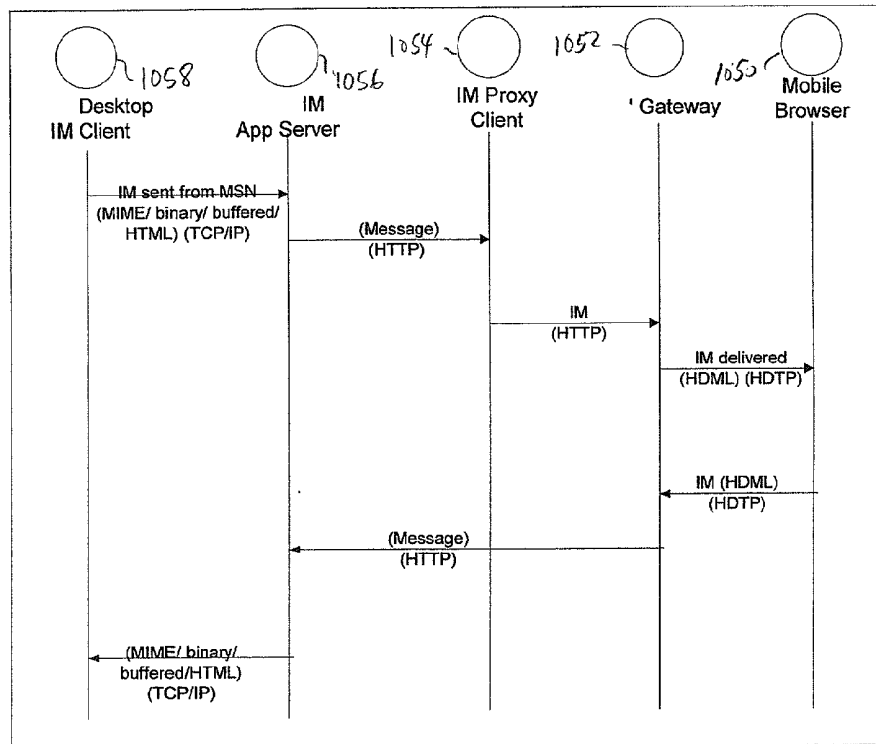 1058
1056
1054
1052
1050
Desktop
IM Client
IM
App Server
IM Proxy
Client
' Gateway
Mobile
Browser
IM sent from MSN
(MIME/ binary/ buffered/
HTML) (TCP/IP)
(Message)
(HTTP)
IM
(HTTP)
IM delivered
(HDML) (HDTP)
IM (HDML)
(HDTP)
(Message)
(HTTP)
(MIME/ binary/
buffered/HTML)
(TCP/IP)